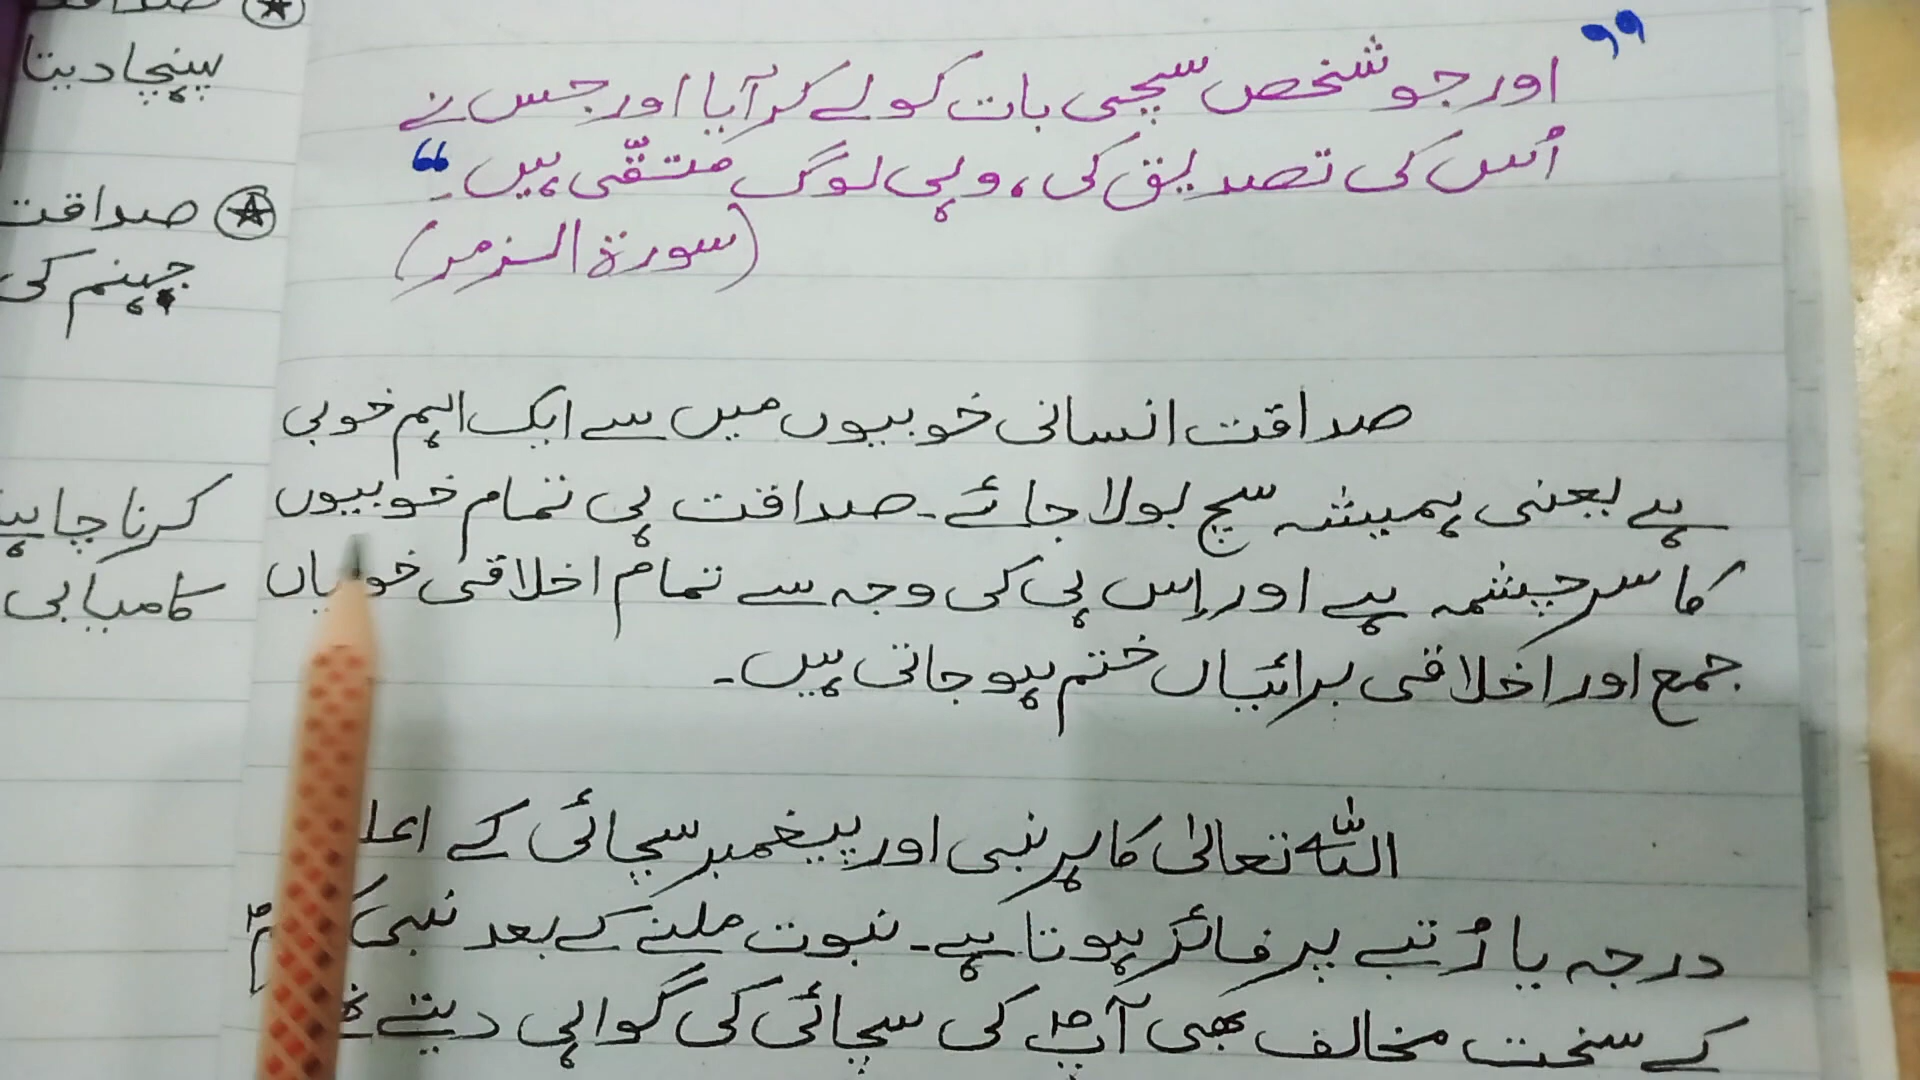 ”اور جو شخص سچی بات کو لے کر آیا اور جس نے
اُس کی تصدیق کی، وہی لوگ متقّی ہیں۔“
(سورۃ الزمر)
صداقت انسانی خوبیوں میں سے ایک اہم خوبی
ہے یعنی ہمیشہ سچ بولا جائے۔ صداقت ہی تمام خوبیوں
کا سرچشمہ ہے اور اِس ہی کی وجہ سے تمام اخلاقی خوبیاں
جمع اور اخلاقی برائیاں ختم ہو جاتی ہیں۔
اللّٰہ تعالیٰ کا ہر نبی اور پیغمبر سچائی کے
درجہ یا رُتبے پر فائز ہوتا ہے۔ نبوت ملنے کے بعد نبی
کے سخت مخالف بھی آپؐ کی سچائی کی گواہی دیتے
پہنچا دیتا
صداقت
جہنم کی
کرنا
کامیابی